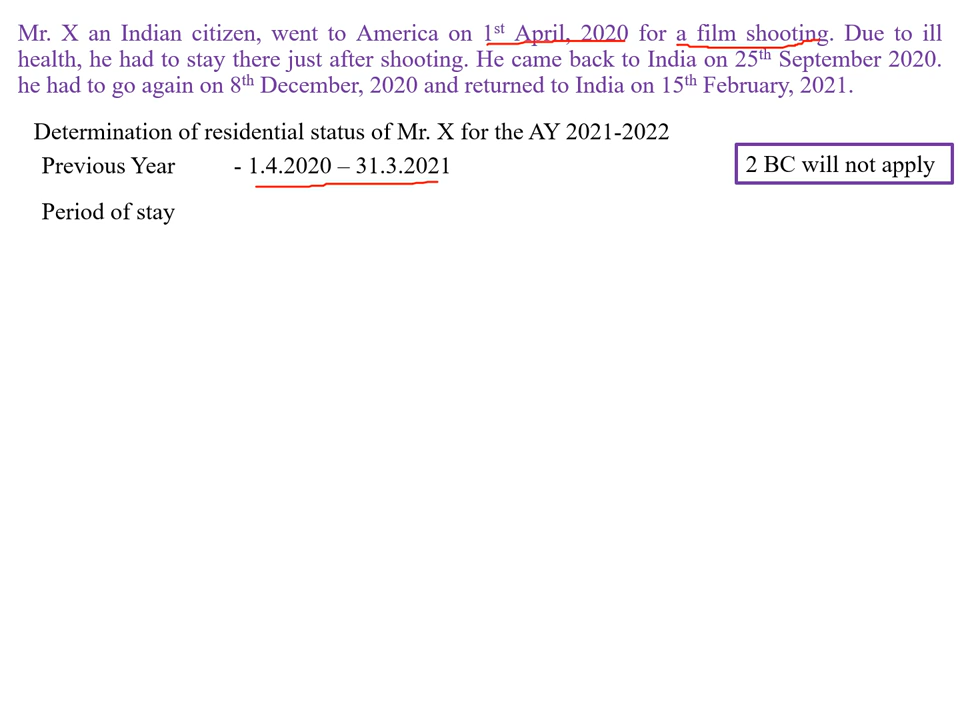 Mr. X an Indian citizen, went to America on 1st April, 2020 for a film shooting. Due to ill
health, he had to stay there just after shooting. He came back to India on 25th September 2020.
he had to go again on 8th December, 2020 and returned to India on 15th February, 2021.
Determination of residential status of Mr. X for the AY 2021-2022
Previous Year - 1.4.2020 – 31.3.2021
2 BC will not apply
Period of stay